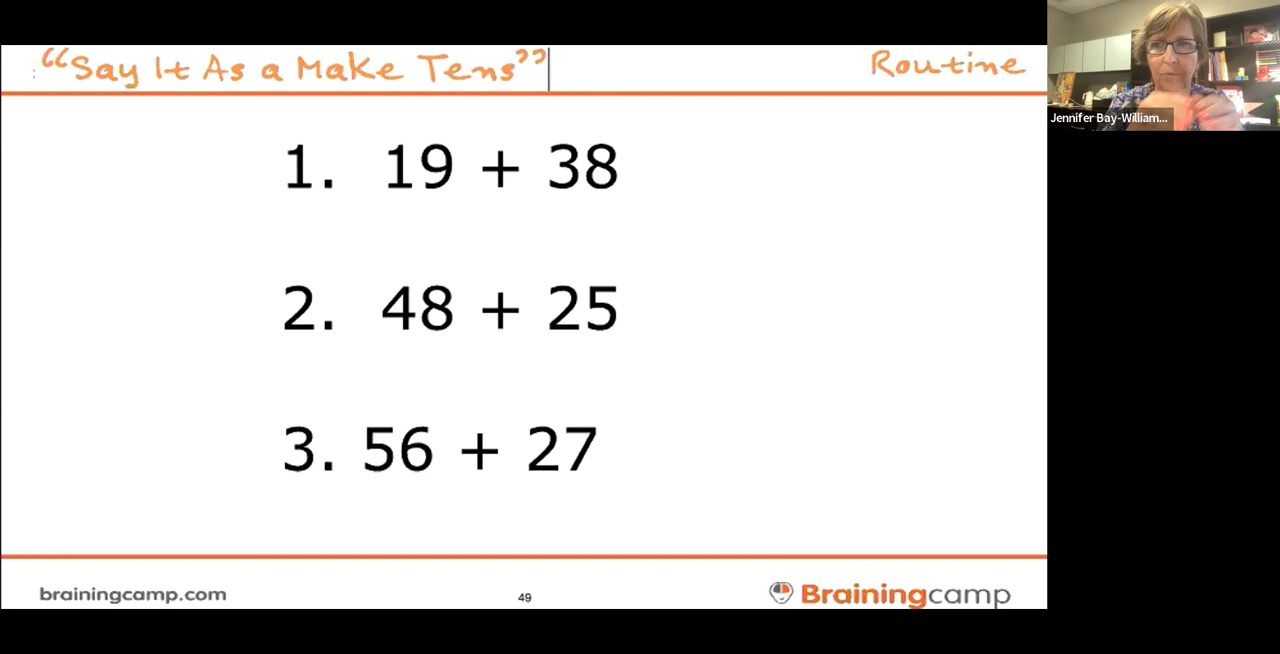 “Say It As a Make Tens” Routine
Jennifer Bay-William...
1. 19 + 38
2. 48 + 25
3. 56 + 27
brainingcamp.com 49 Brainingcamp